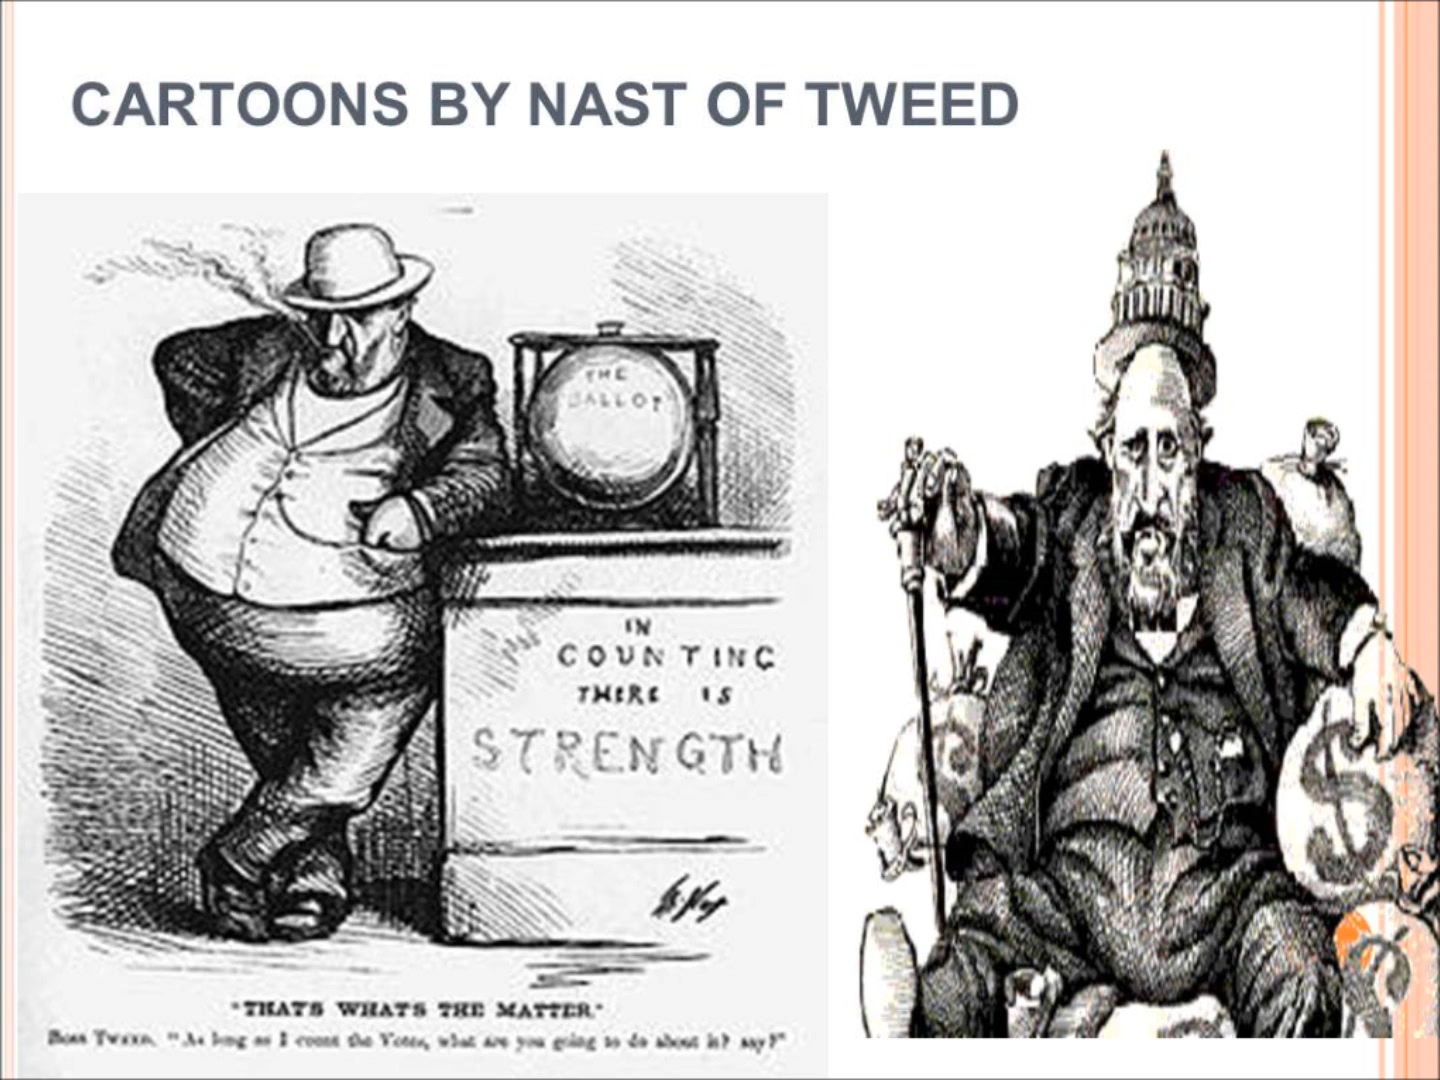 CARTOONS BY NAST OF TWEED
THE
BALLOT
IN
COUNTING
THERE IS
STRENGTH
"THAT'S WHAT'S THE MATTER."
Boss Tweed. "As long as I count the Votes, what are you going to do about it? say?"
$